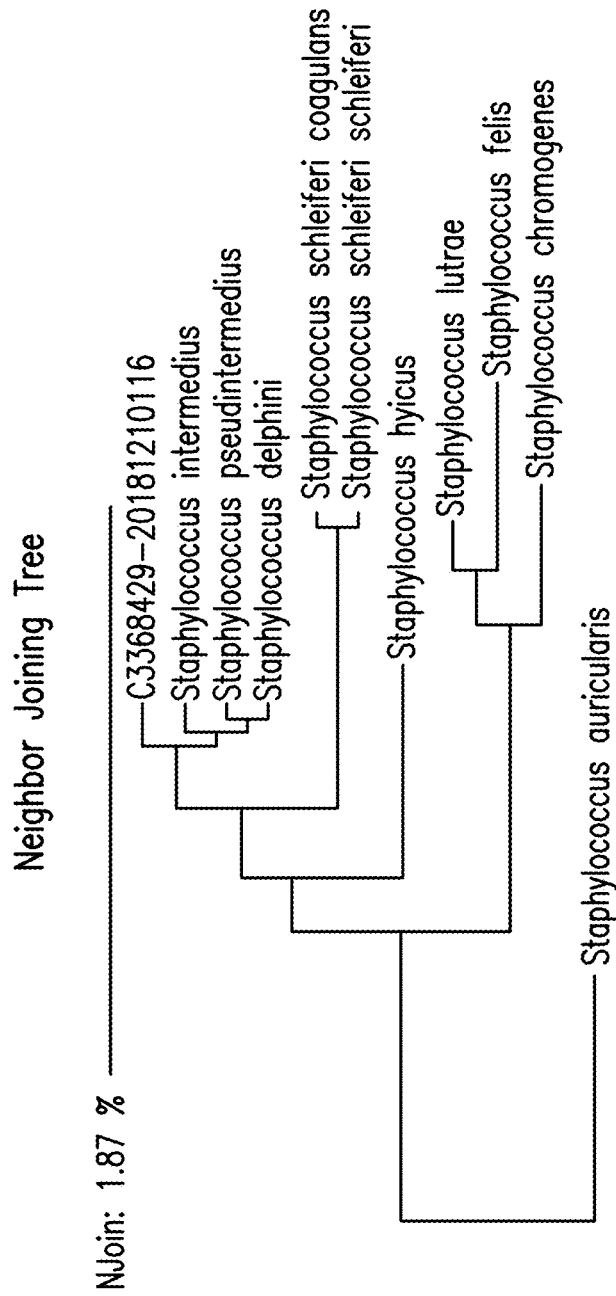 Neighbor Joining Tree
NJoin: 1.87 %
C3368429-20181210116
Staphylococcus intermedius
Staphylococcus pseudintermedius
Staphylococcus delphini
Staphylococcus schleiferi coagulans
Staphylococcus schleiferi schleiferi
Staphylococcus hyicus
Staphylococcus lutrae
Staphylococcus felis
Staphylococcus chromogenes
Staphylococcus auricularis